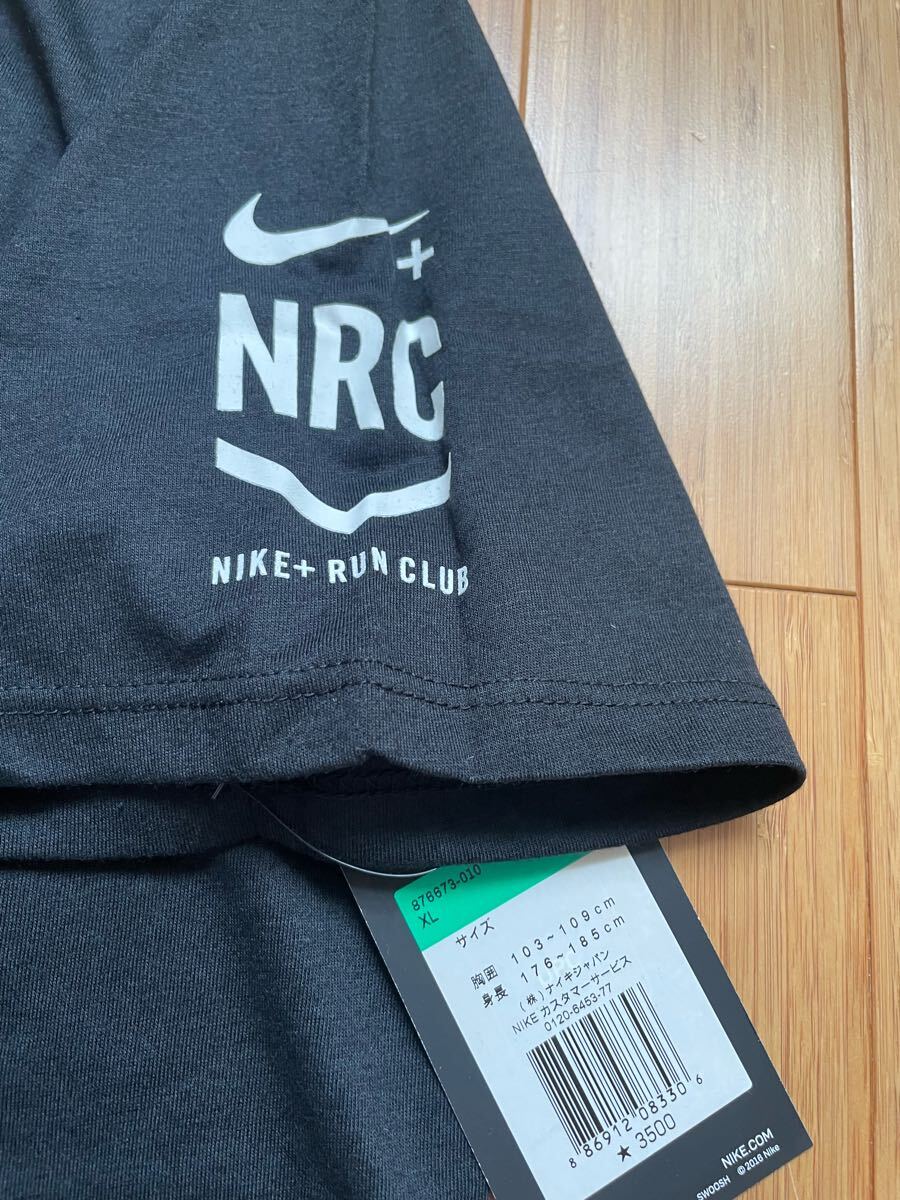 +
NRC
NIKE+ RUN CLUB
876673-010
XL
サイズ
胸囲 103~109cm
身長 176~185cm
(株)ナイキジャパン
NIKE カスタマーサービス
0120-6453-77
8 86912 08330 6
★3500
NIKE.COM
SWOOSH ©2016 Nike